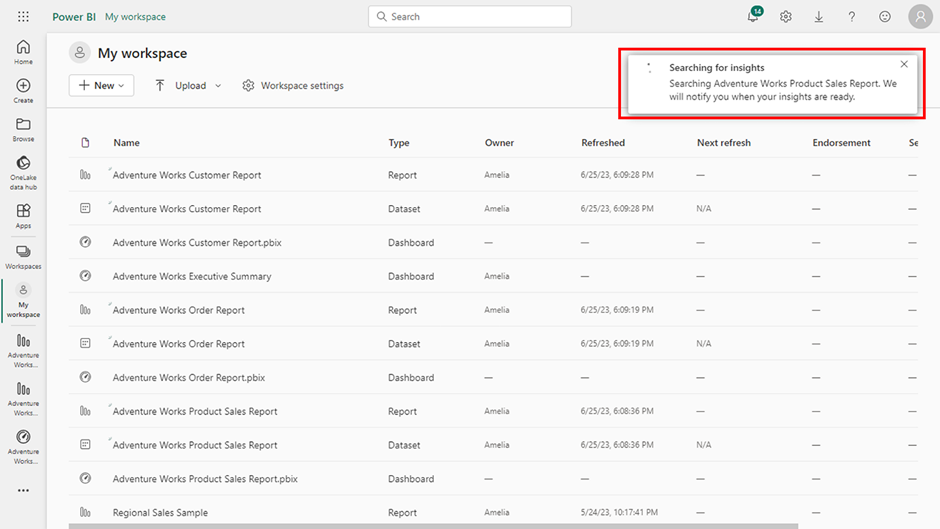 Power BI My workspace
Search
14
My workspace
New
Upload
Workspace settings
Searching for insights
Searching Adventure Works Product Sales Report. We
will notify you when your insights are ready.
Home
Create
Browse
OneLake
data hub
Apps
Workspaces
My
workspace
Adventure
Works...
Adventure
Works...
Adventure
Works...
Name Type Owner Refreshed Next refresh Endorsement Se
Adventure Works Customer Report Report Amelia 6/25/23, 6:09:28 PM — — —
Adventure Works Customer Report Dataset Amelia 6/25/23, 6:09:28 PM N/A — —
Adventure Works Customer Report.pbix Dashboard — — — — —
Adventure Works Executive Summary Dashboard Amelia — — — —
Adventure Works Order Report Report Amelia 6/25/23, 6:09:19 PM — — —
Adventure Works Order Report Dataset Amelia 6/25/23, 6:09:19 PM N/A — —
Adventure Works Order Report.pbix Dashboard — — — — —
Adventure Works Product Sales Report Report Amelia 6/25/23, 6:08:36 PM — — —
Adventure Works Product Sales Report Dataset Amelia 6/25/23, 6:08:36 PM N/A — —
Adventure Works Product Sales Report.pbix Dashboard — — — — —
Regional Sales Sample Report Amelia 5/24/23, 10:17:41 PM — — —